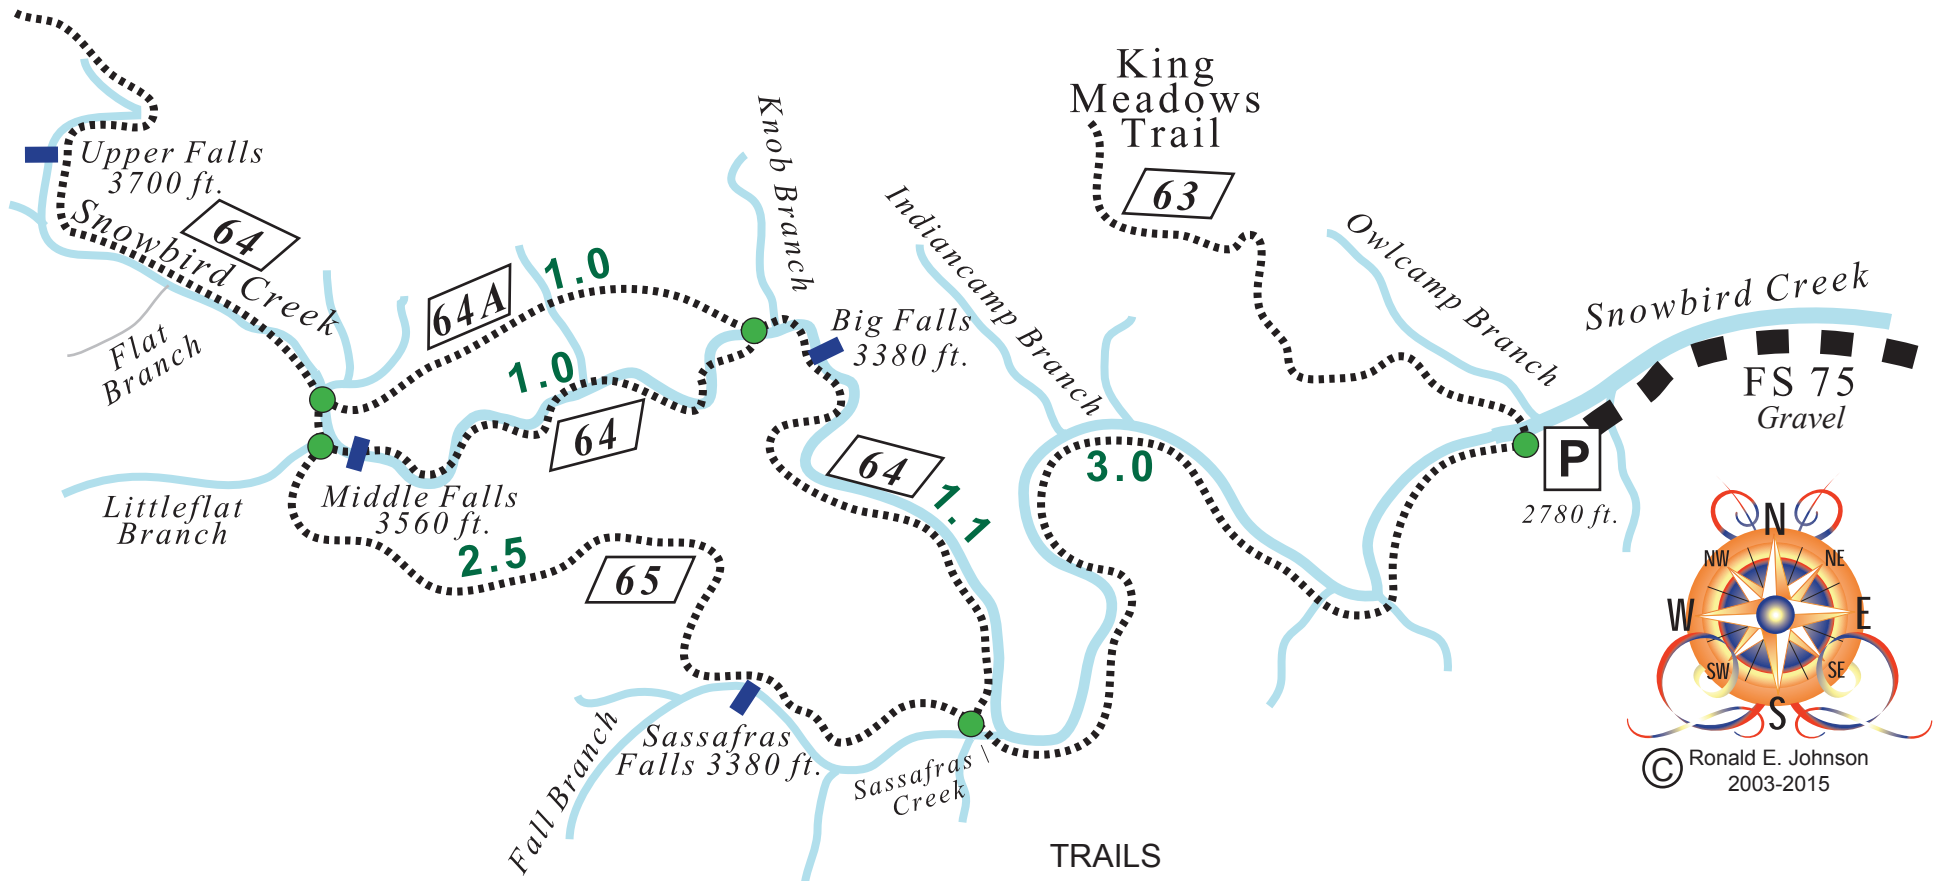 King
Meadows
Trail
63
Upper Falls
3700 ft.
Snowbird Creek
64
Flat
Branch
64A
1.0
1.0
64
Knob Branch
Big Falls
3380 ft.
Indiancamp Branch
Owlcamp Branch
Snowbird Creek
FS 75
Gravel
P
2780 ft.
3.0
64
1.1
Littleflat
Branch
Middle Falls
3560 ft.
2.5
65
Fall Branch
Sassafras
Falls 3380 ft.
Sassafras
Creek
N
NW
NE
W
E
SW
SE
S
© Ronald E. Johnson
2003-2015
TRAILS